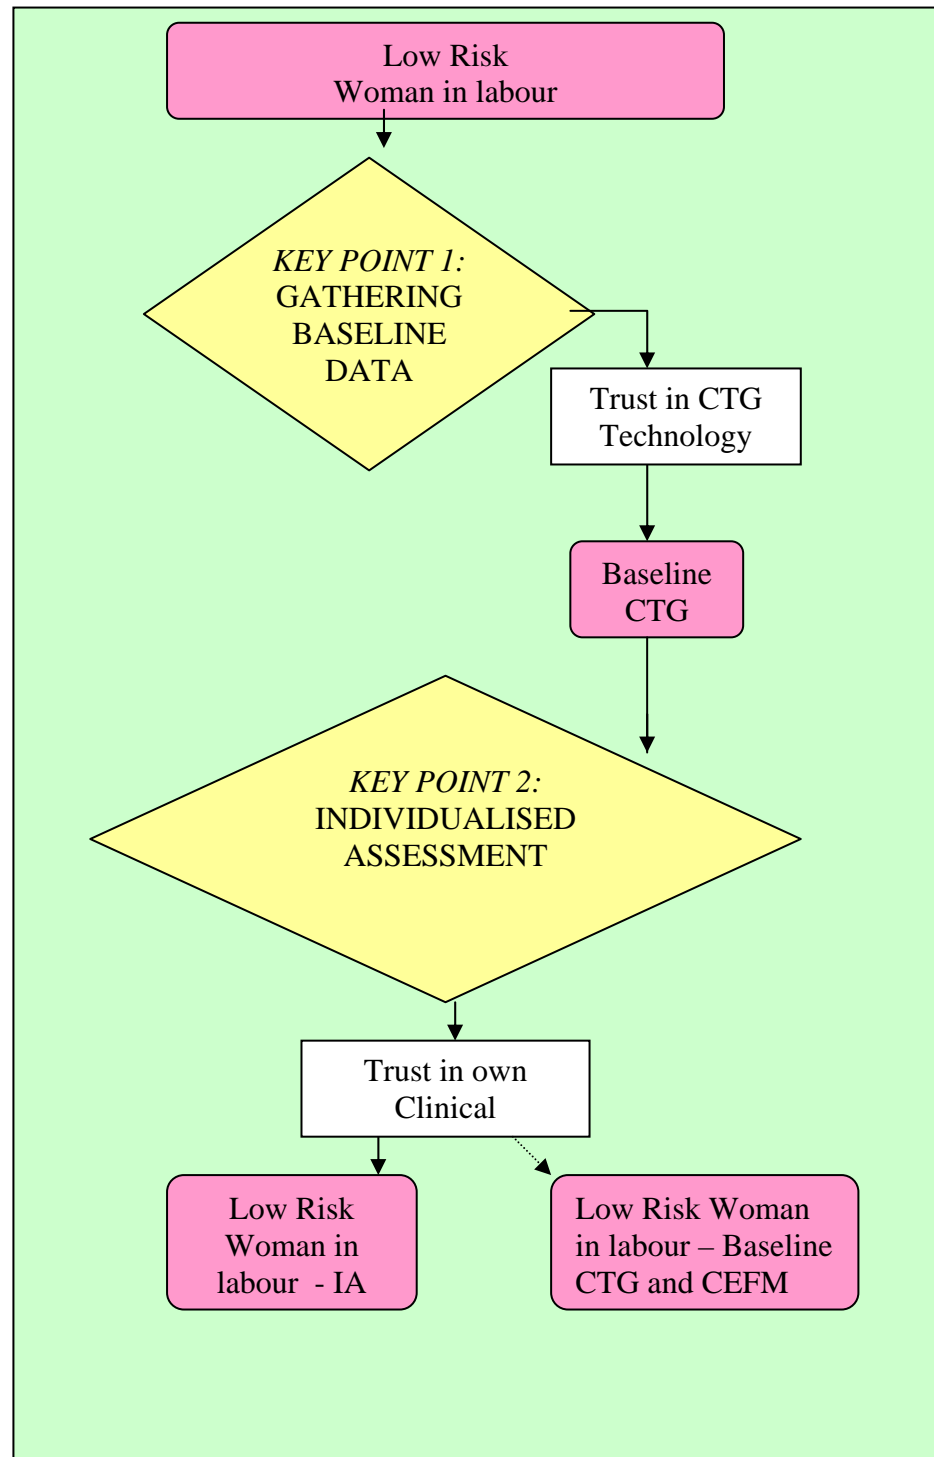 Low Risk
Woman in labour
KEY POINT 1:
GATHERING
BASELINE
DATA
Trust in CTG
Technology
Baseline
CTG
KEY POINT 2:
INDIVIDUALISED
ASSESSMENT
Trust in own
Clinical
Low Risk
Woman in
labour - IA
Low Risk Woman
in labour – Baseline
CTG and CEFM